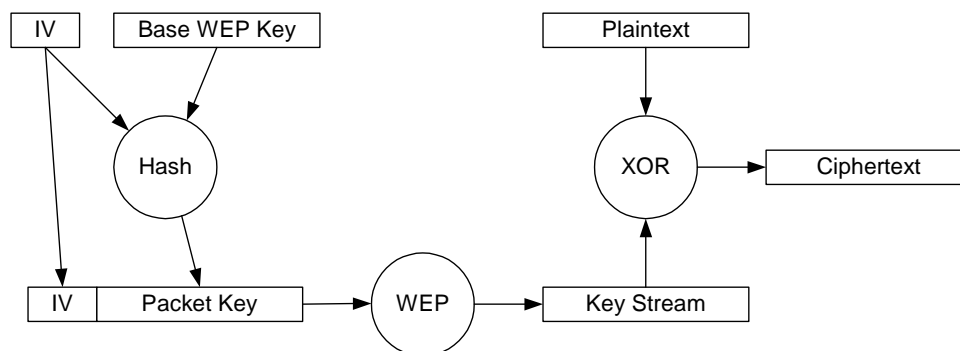 IV
Base WEP Key
Plaintext
Hash
XOR
Ciphertext
IV
Packet Key
WEP
Key Stream